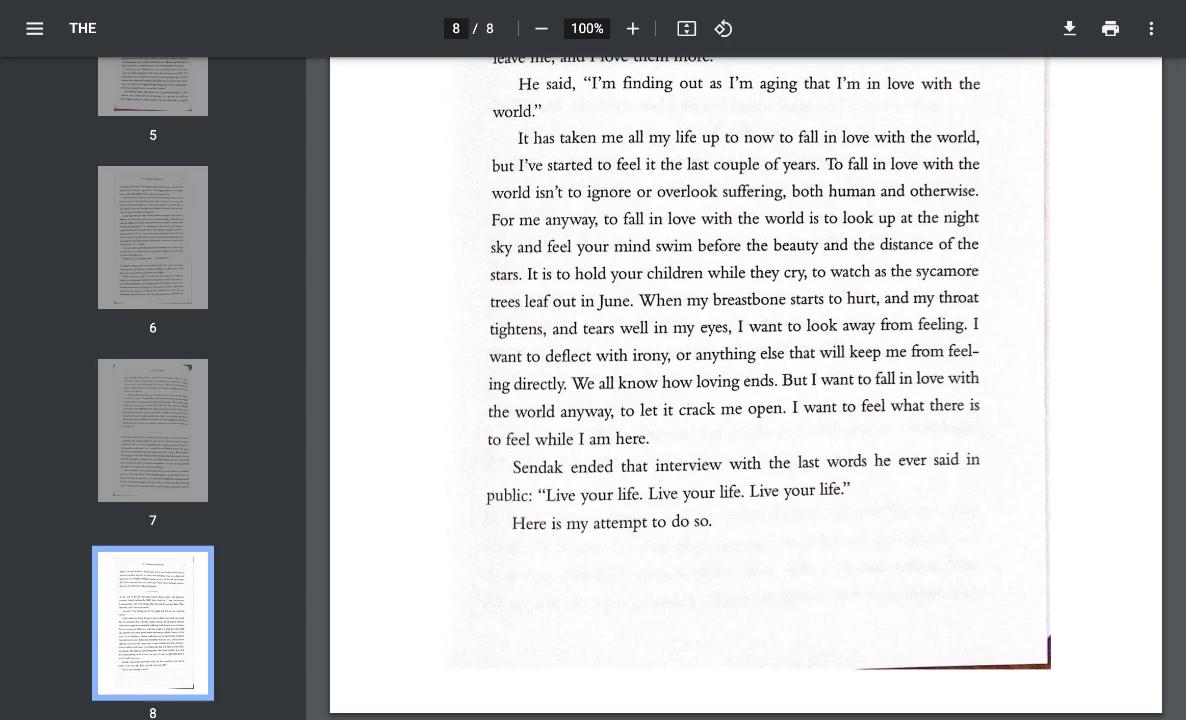 THE
8 / 8
100%
5
6
7
8
leave me, and I love them more.
He said, “I’m finding out as I’m aging that I’m in love with the
world.”
It has taken me all my life up to now to fall in love with the world,
but I’ve started to feel it the last couple of years. To fall in love with the
world isn’t to ignore or overlook suffering, both human and otherwise.
For me anyway, to fall in love with the world is to look up at the night
sky and feel your mind swim before the beauty and the distance of the
stars. It is to hold your children while they cry, to watch as the sycamore
trees leaf out in June. When my breastbone starts to hurt, and my throat
tightens, and tears well in my eyes, I want to look away from feeling. I
want to deflect with irony, or anything else that will keep me from feel-
ing directly. We all know how loving ends. But I want to fall in love with
the world anyway, to let it crack me open. I want to feel what there is
to feel while I am here.
Sendak ended that interview with the last words he ever said in
public: “Live your life. Live your life. Live your life.”
Here is my attempt to do so.